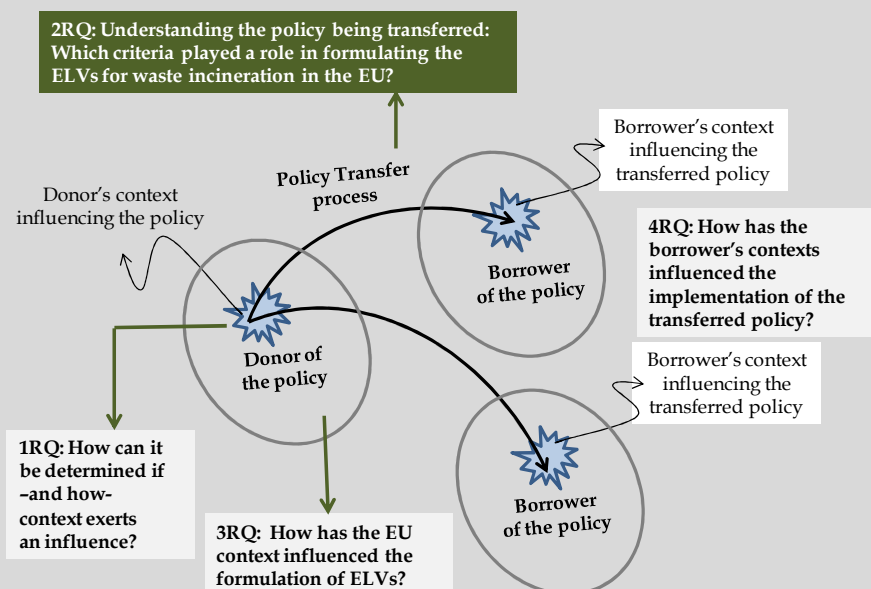 2RQ: Understanding the policy being transferred:
Which criteria played a role in formulating the
ELVs for waste incineration in the EU?
Borrower's context
influencing the
transferred policy
Policy Transfer
process
Donor's context
influencing the policy
4RQ: How has the
borrower's contexts
influenced the
implementation of the
transferred policy?
Borrower
of the policy
Donor of
the policy
Borrower's context
influencing the
transferred policy
1RQ: How can it
be determined if
–and how-
context exerts
an influence?
Borrower
of the policy
3RQ: How has the EU
context influenced the
formulation of ELVs?